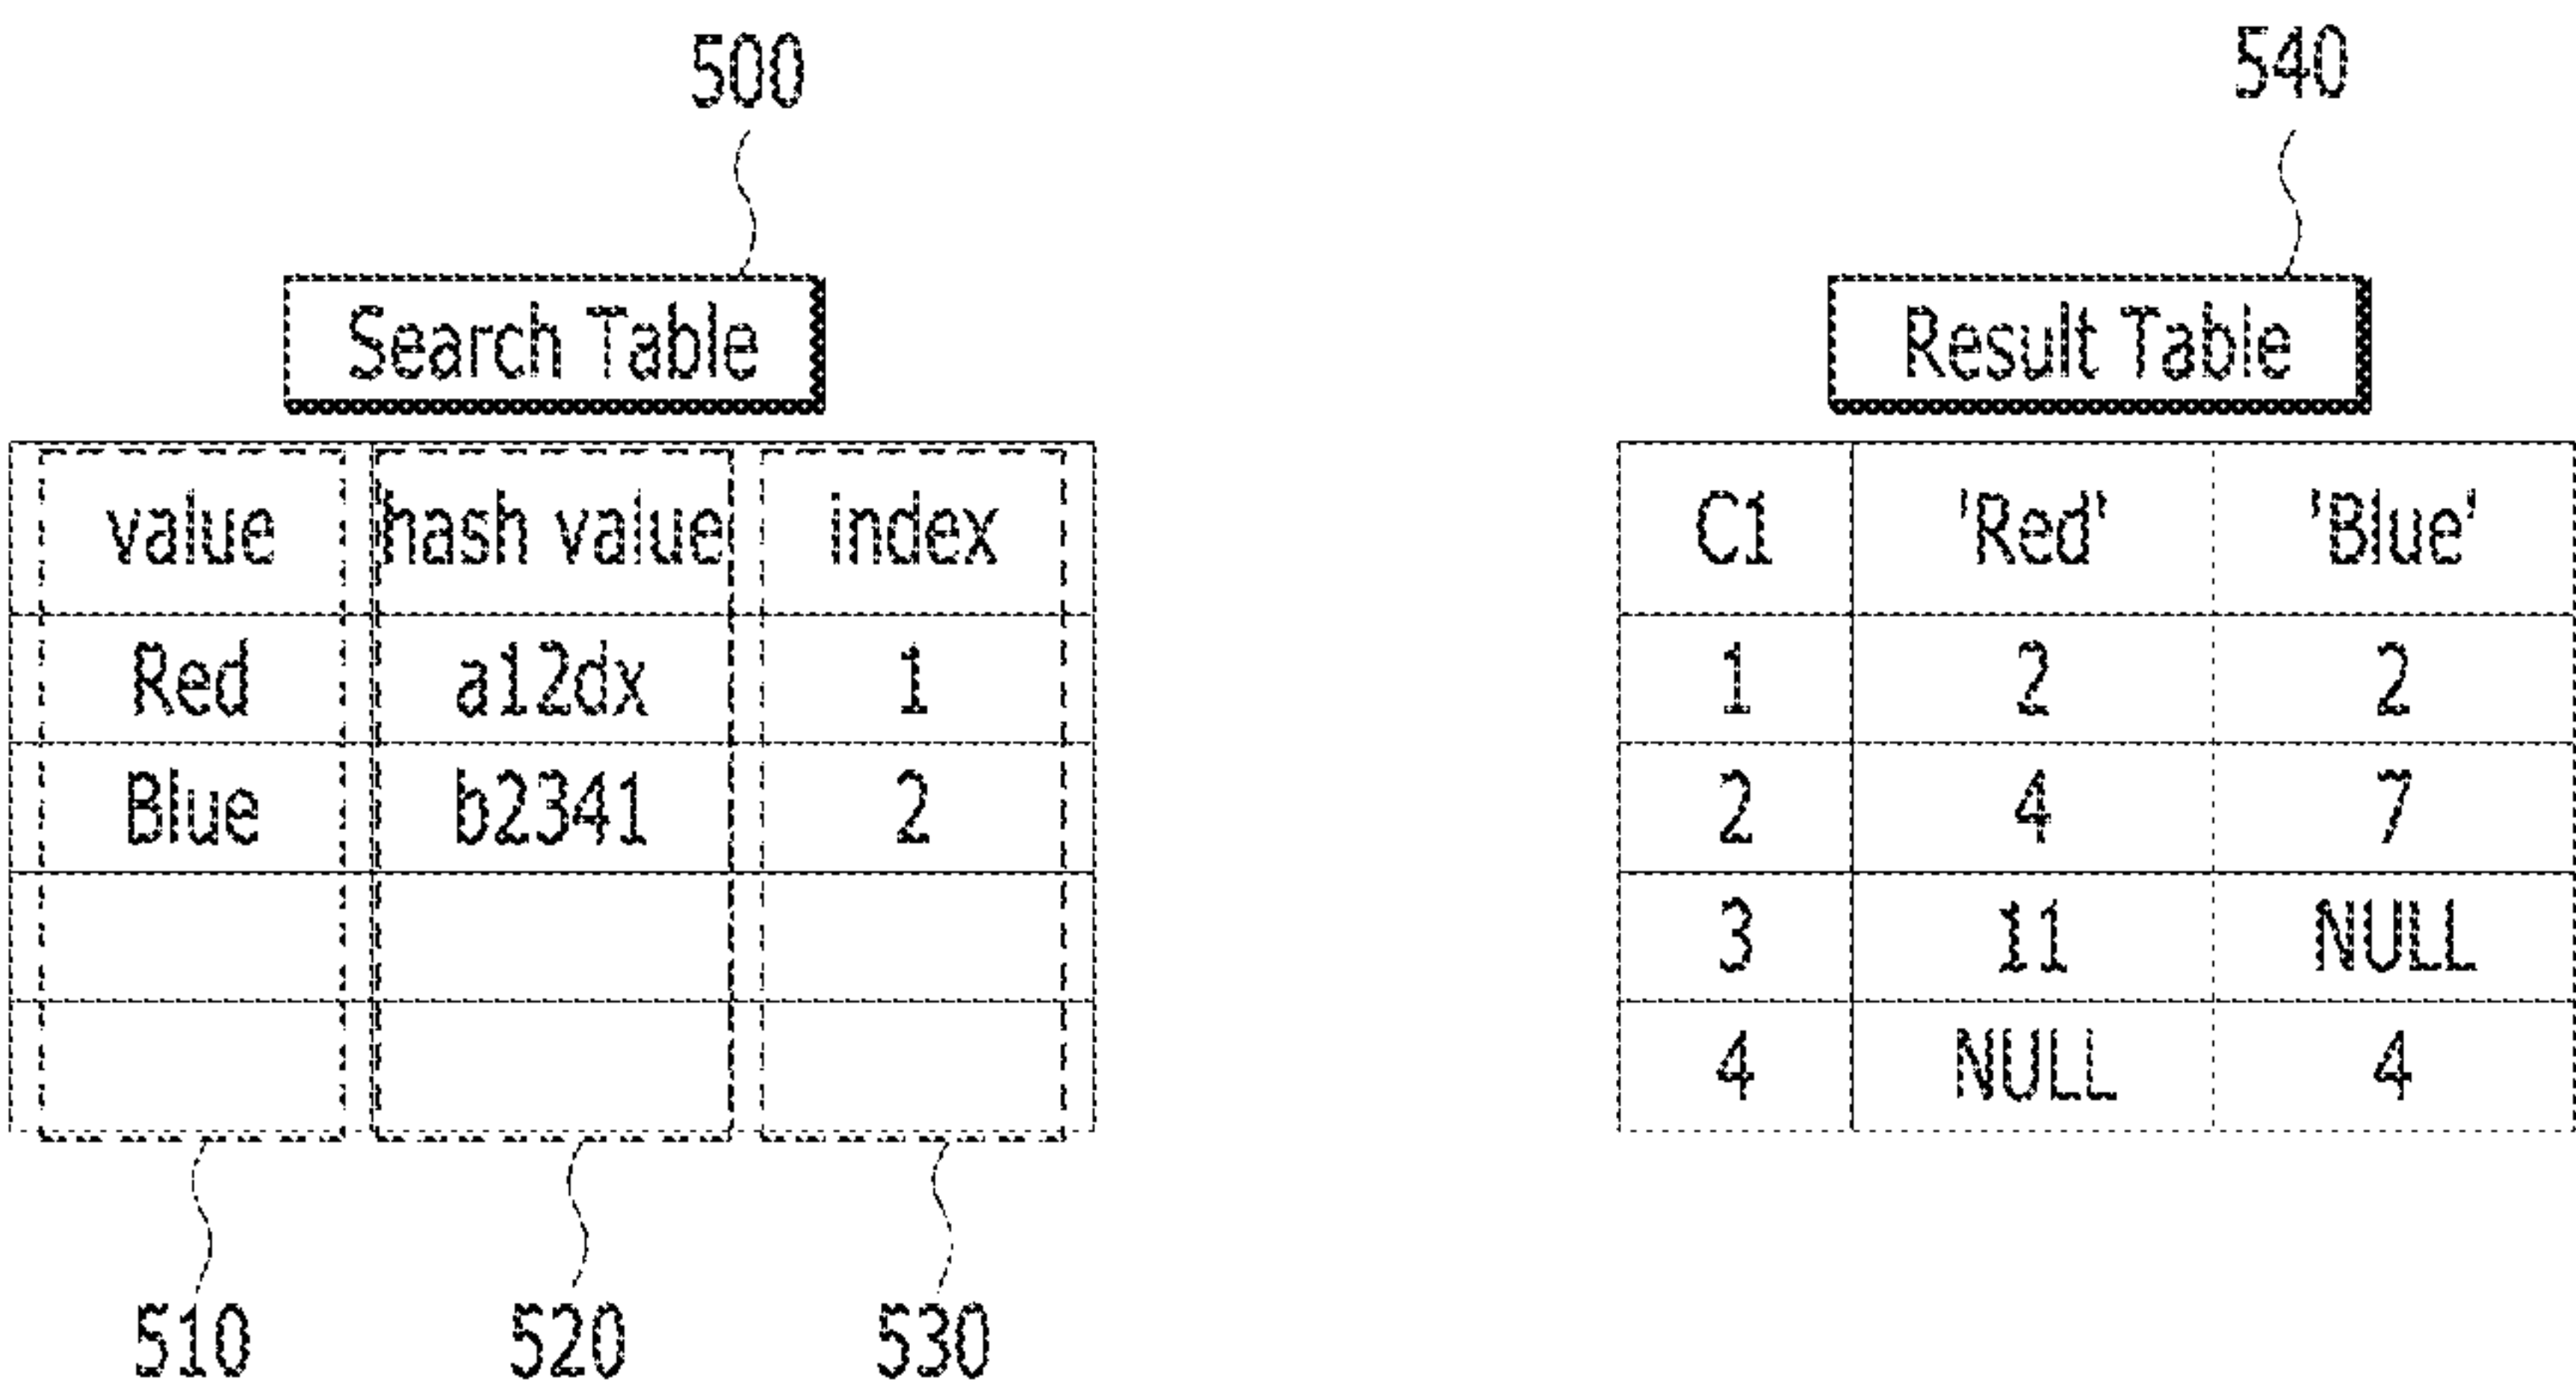 500
540
Search Table
Result Table
value hash value index
Red a12dx 1
Blue b2341 2
C1 'Red' 'Blue'
1 2 2
2 4 7
3 11 NULL
4 NULL 4
510 520 530